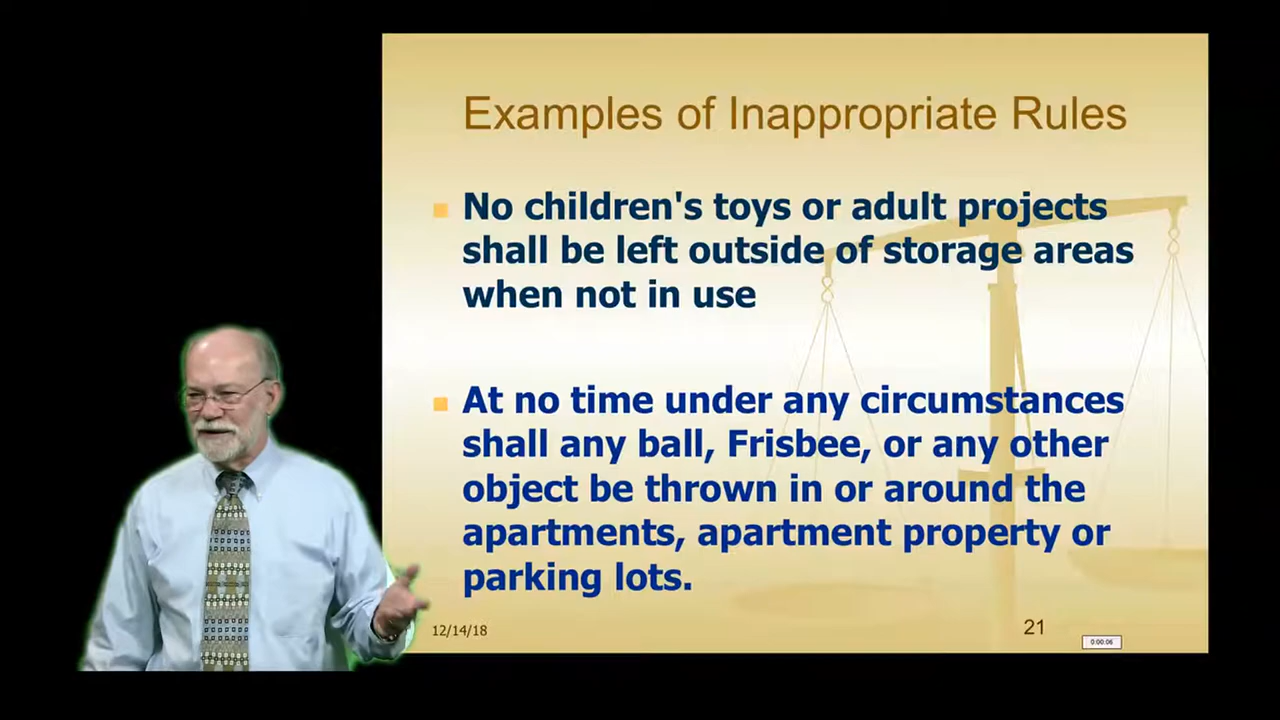 Examples of Inappropriate Rules
No children's toys or adult projects
shall be left outside of storage areas
when not in use
At no time under any circumstances
shall any ball, Frisbee, or any other
object be thrown in or around the
apartments, apartment property or
parking lots.
12/14/18
21
0:00:06